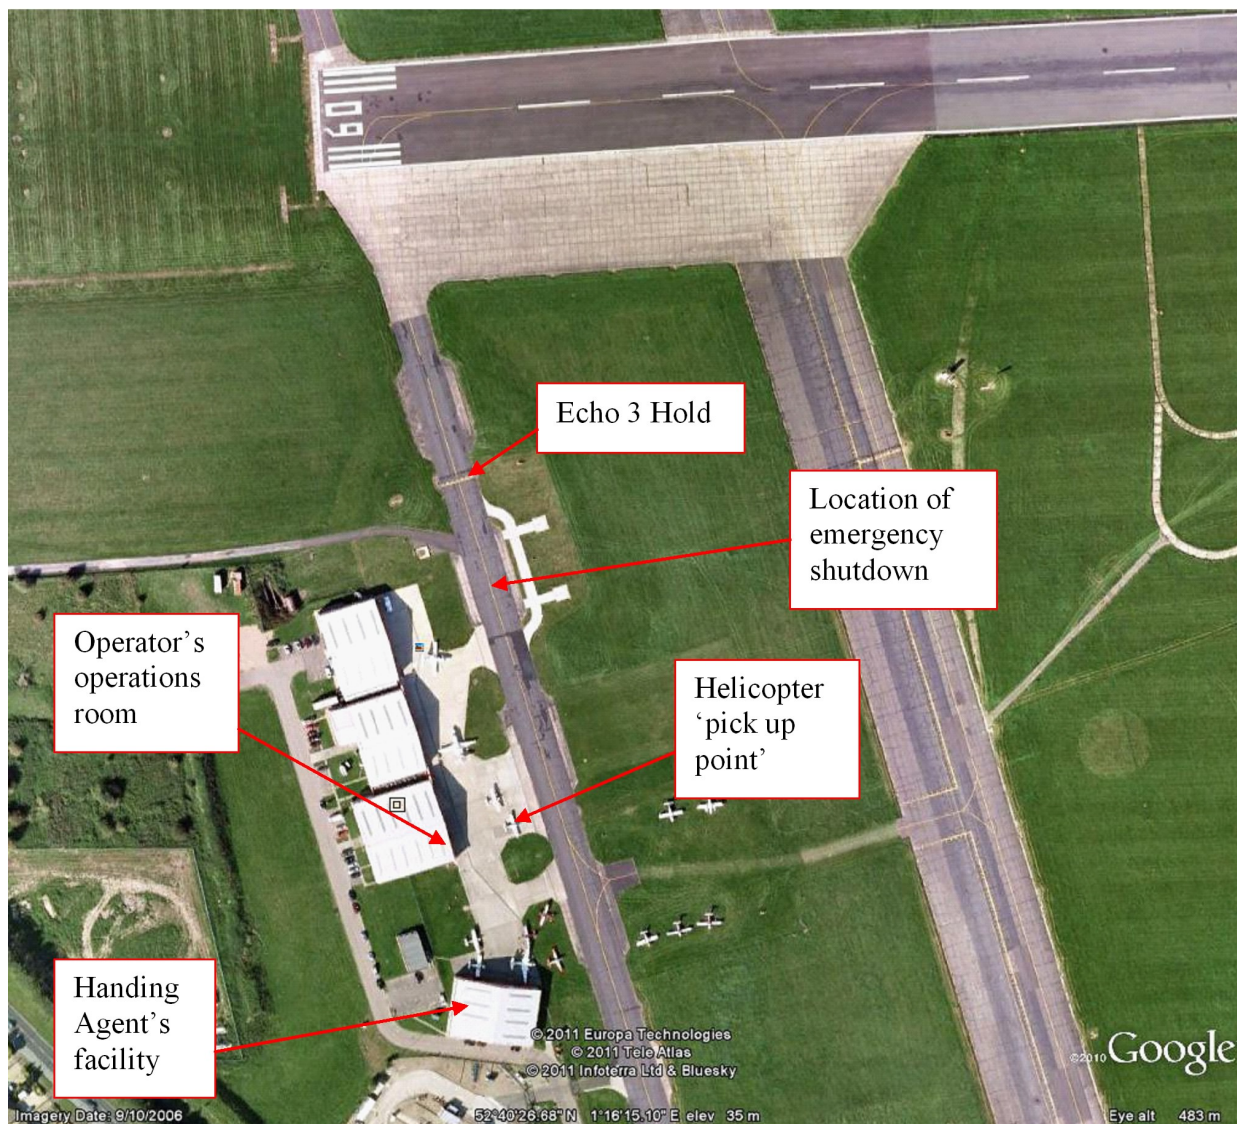 09
Echo 3 Hold
Location of
emergency
shutdown
Operator’s
operations
room
Helicopter
‘pick up
point’
Handing
Agent’s
facility
© 2011 Europa Technologies
© 2011 Tele Atlas
© 2011 Infoterra Ltd & Bluesky
©2010 Google
Imagery Date: 9/10/2006
52°40'26.68" N 1°16'15.10" E elev 35 m
Eye alt 483 m